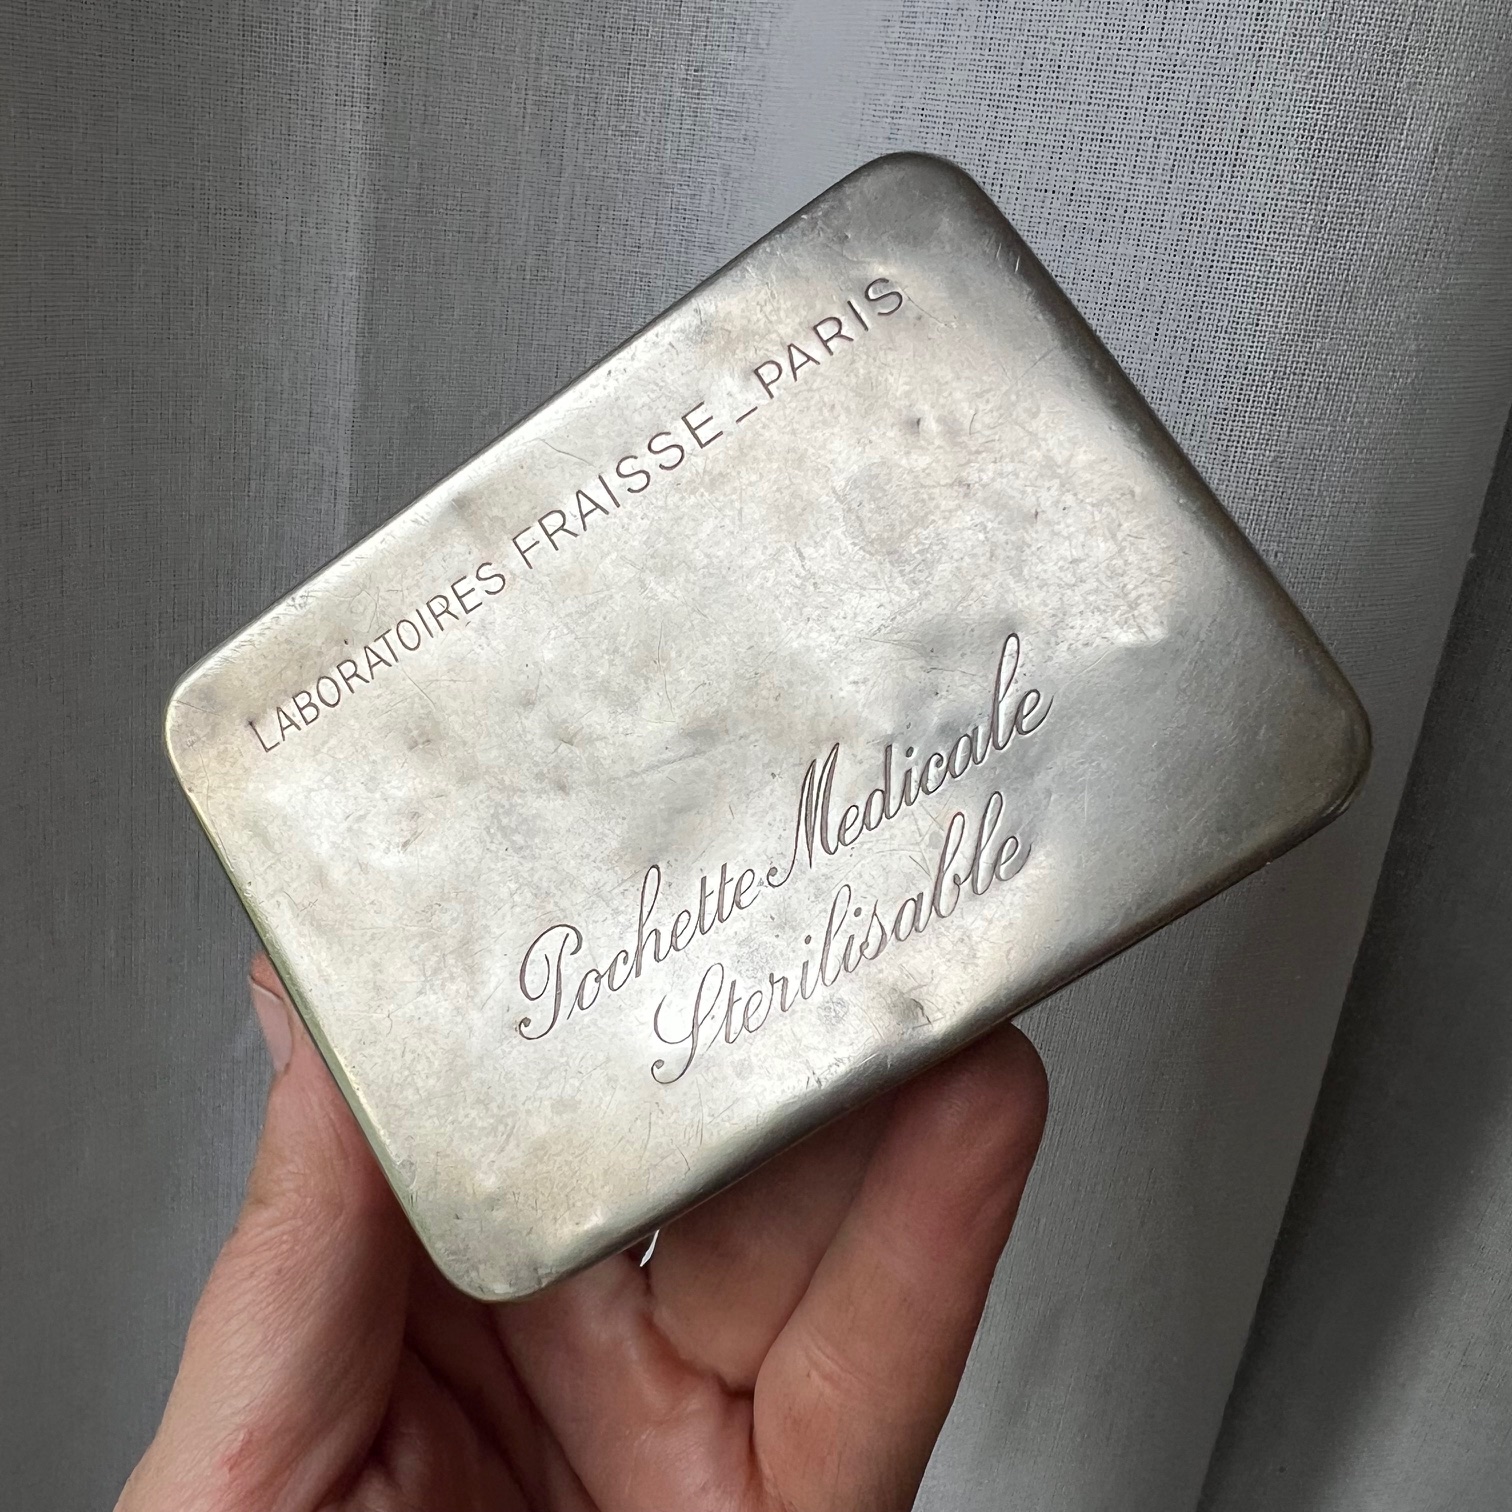 LABORATOIRES FRAISSE_PARIS
Pochette Medicale
Sterilisable